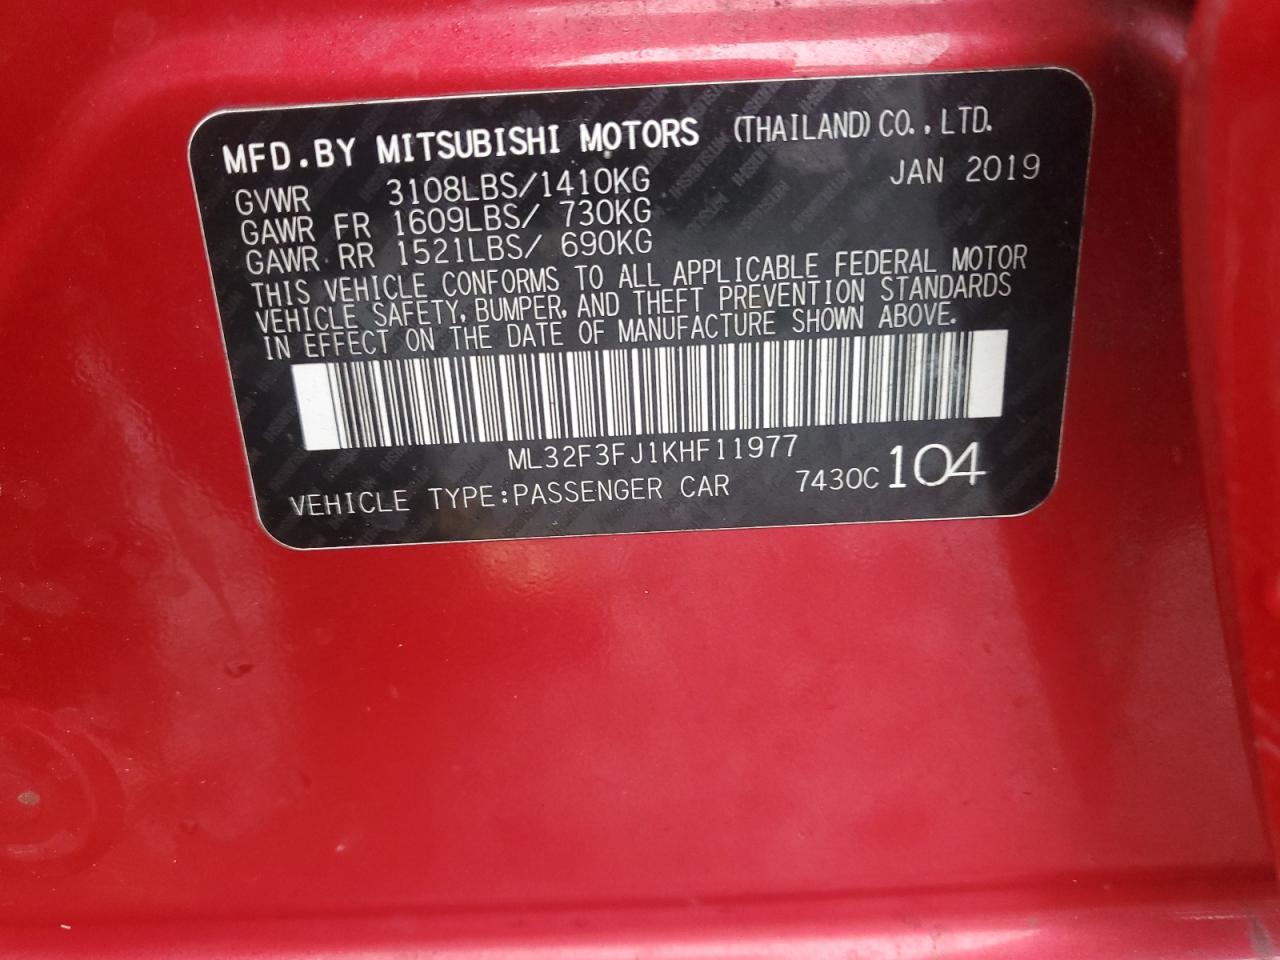 MFD.BY MITSUBISHI MOTORS (THAILAND) CO., LTD.
GVWR 3108LBS/1410KG JAN 2019
GAWR FR 1609LBS/ 730KG
GAWR RR 1521LBS/ 690KG
THIS VEHICLE CONFORMS TO ALL APPLICABLE FEDERAL MOTOR
VEHICLE SAFETY, BUMPER, AND THEFT PREVENTION STANDARDS
IN EFFECT ON THE DATE OF MANUFACTURE SHOWN ABOVE.
ML32F3FJ1KHF11977
VEHICLE TYPE:PASSENGER CAR 7430C 104